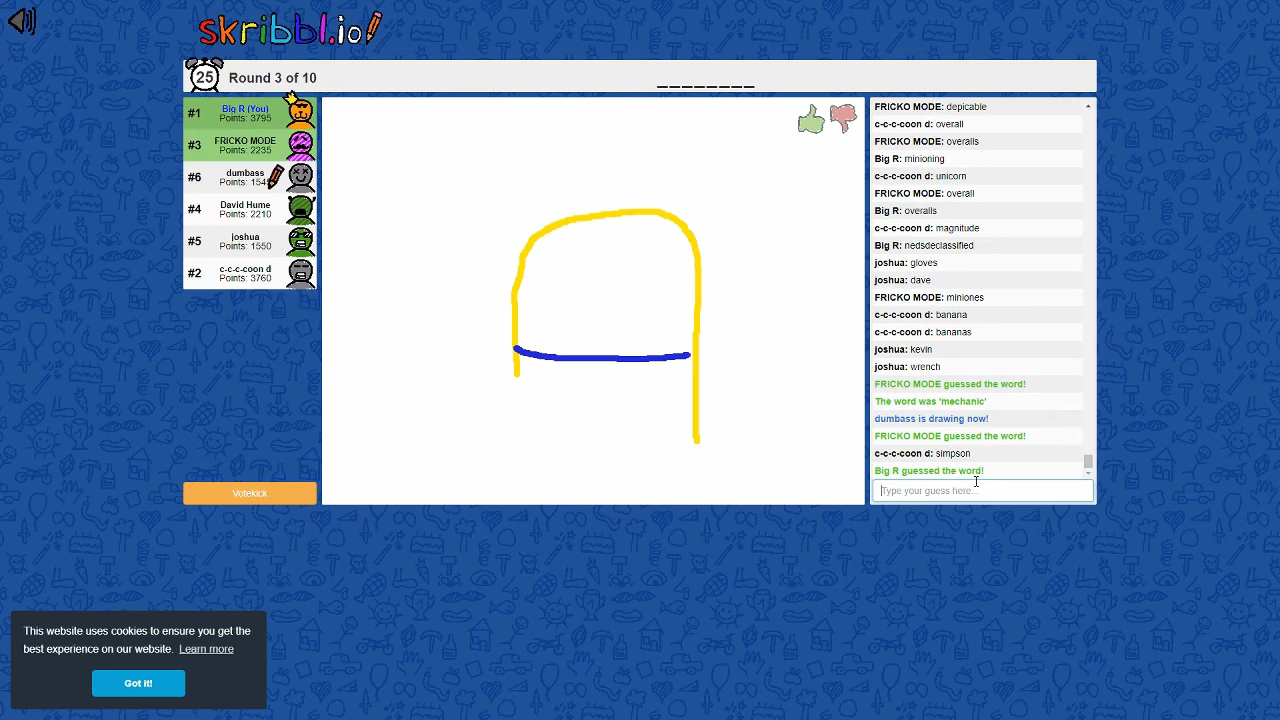 skribbl.io
25 Round 3 of 10
________
#1 Big R (You)
Points: 3795
#3 FRICKO MODE
Points: 2235
#6 dumbass
Points: 154
#4 David Hume
Points: 2210
#5 joshua
Points: 1550
#2 c-c-c-coon d
Points: 3760
Votekick
FRICKO MODE: depicable
c-c-c-coon d: overall
FRICKO MODE: overalls
Big R: minioning
c-c-c-coon d: unicorn
FRICKO MODE: overall
Big R: overalls
c-c-c-coon d: magnitude
Big R: nedsdeclassified
joshua: gloves
joshua: dave
FRICKO MODE: miniones
c-c-c-coon d: banana
c-c-c-coon d: bananas
joshua: kevin
joshua: wrench
FRICKO MODE guessed the word!
The word was 'mechanic'
dumbass is drawing now!
FRICKO MODE guessed the word!
c-c-c-coon d: simpson
Big R guessed the word!
Type your guess here...
This website uses cookies to ensure you get the
best experience on our website. Learn more
Got it!